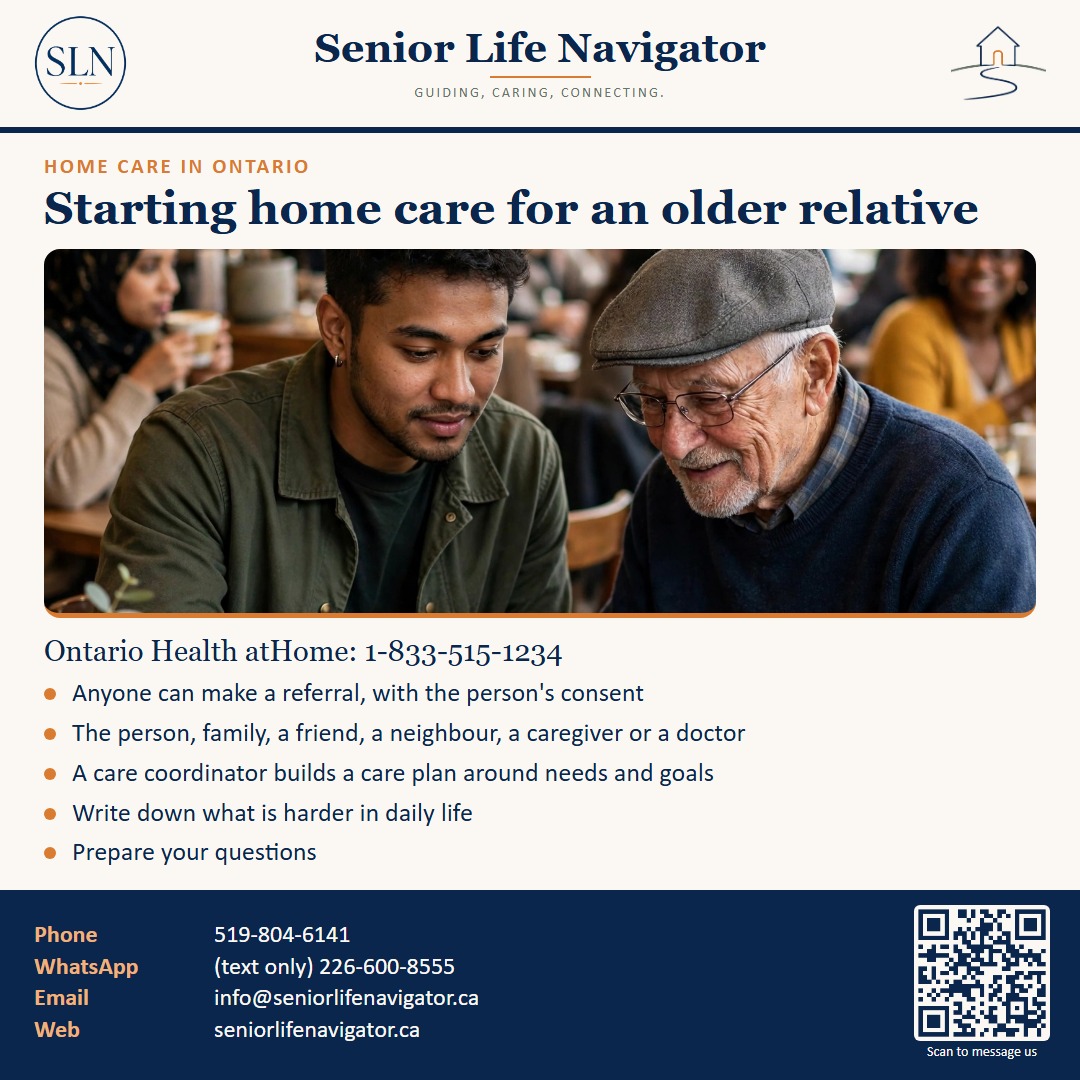 SLN
Senior Life Navigator
GUIDING, CARING, CONNECTING.
HOME CARE IN ONTARIO
Starting home care for an older relative
Ontario Health atHome: 1-833-515-1234
Anyone can make a referral, with the person's consent
The person, family, a friend, a neighbour, a caregiver or a doctor
A care coordinator builds a care plan around needs and goals
Write down what is harder in daily life
Prepare your questions
Phone 519-804-6141
WhatsApp (text only) 226-600-8555
Email info@seniorlifenavigator.ca
Web seniorlifenavigator.ca
Scan to message us